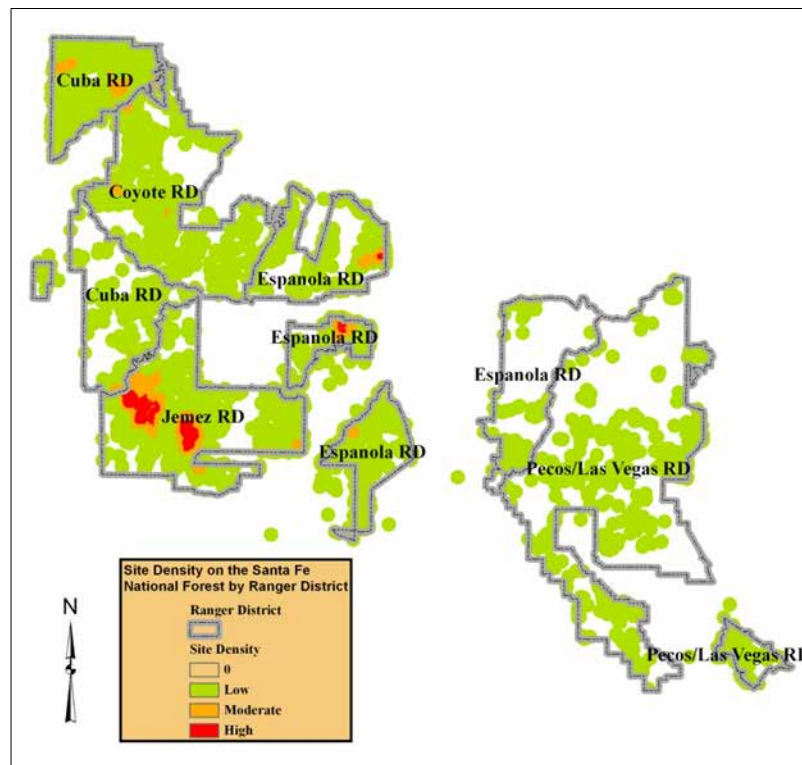 Cuba RD
Coyote RD
Espanola RD
Cuba RD
Espanola RD
Espanola RD
Jemez RD
Espanola RD
Pecos/Las Vegas RD
Site Density on the Santa Fe
National Forest by Ranger District
Ranger District
Site Density
0
Low
Moderate
High
N
Pecos/Las Vegas RD